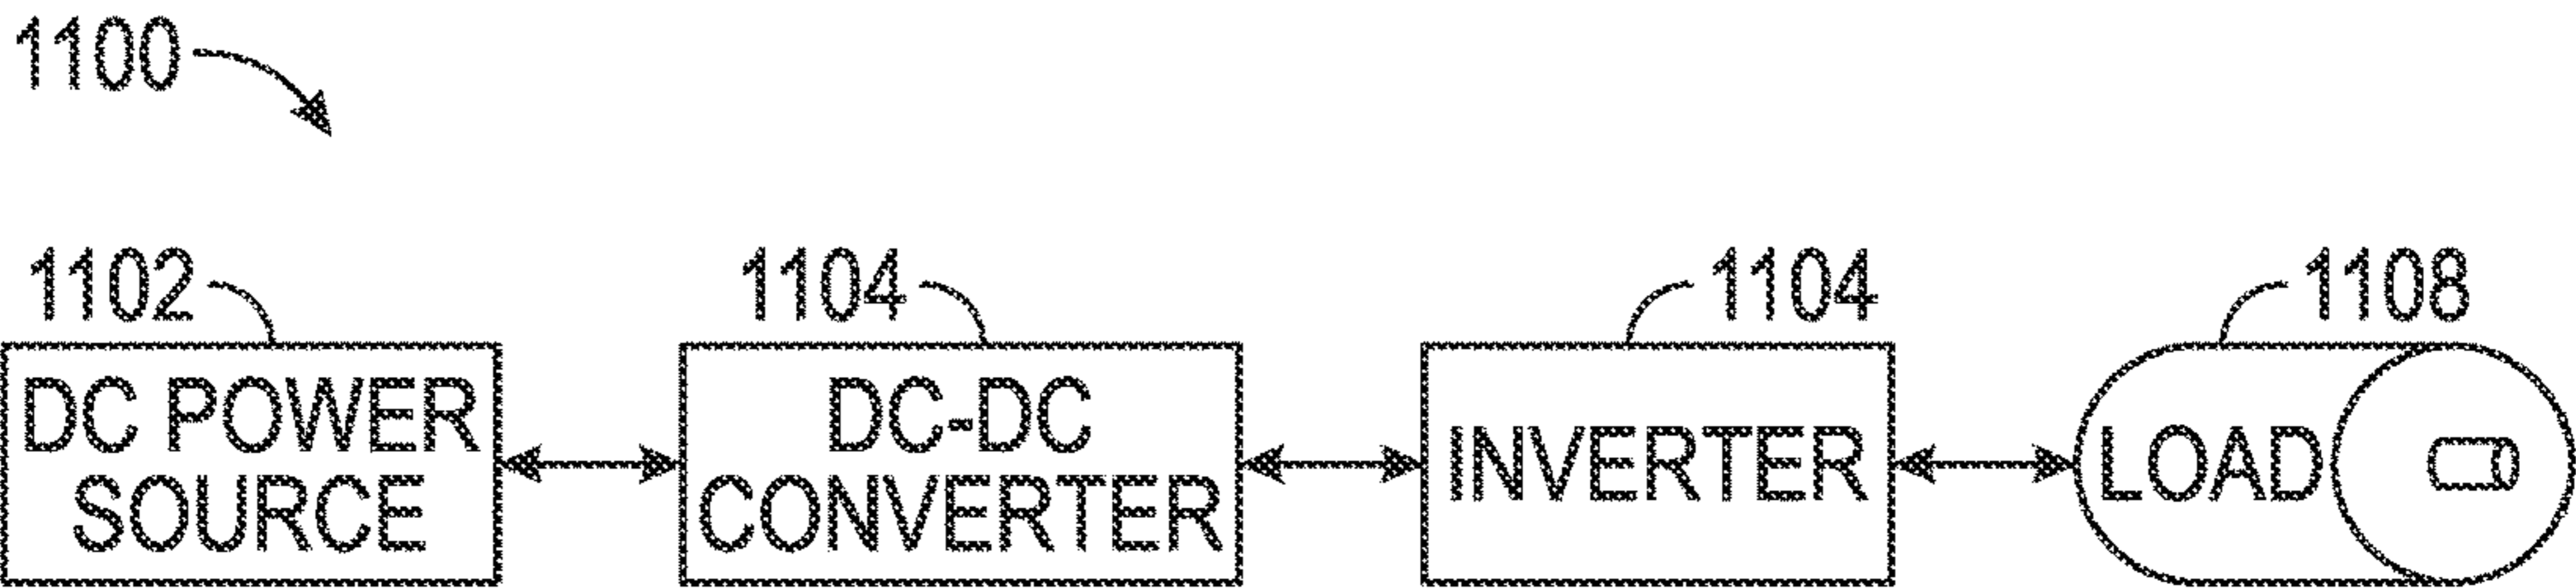 1100
1102
1104
1104
1108
DC POWER
SOURCE
DC-DC
CONVERTER
INVERTER
LOAD